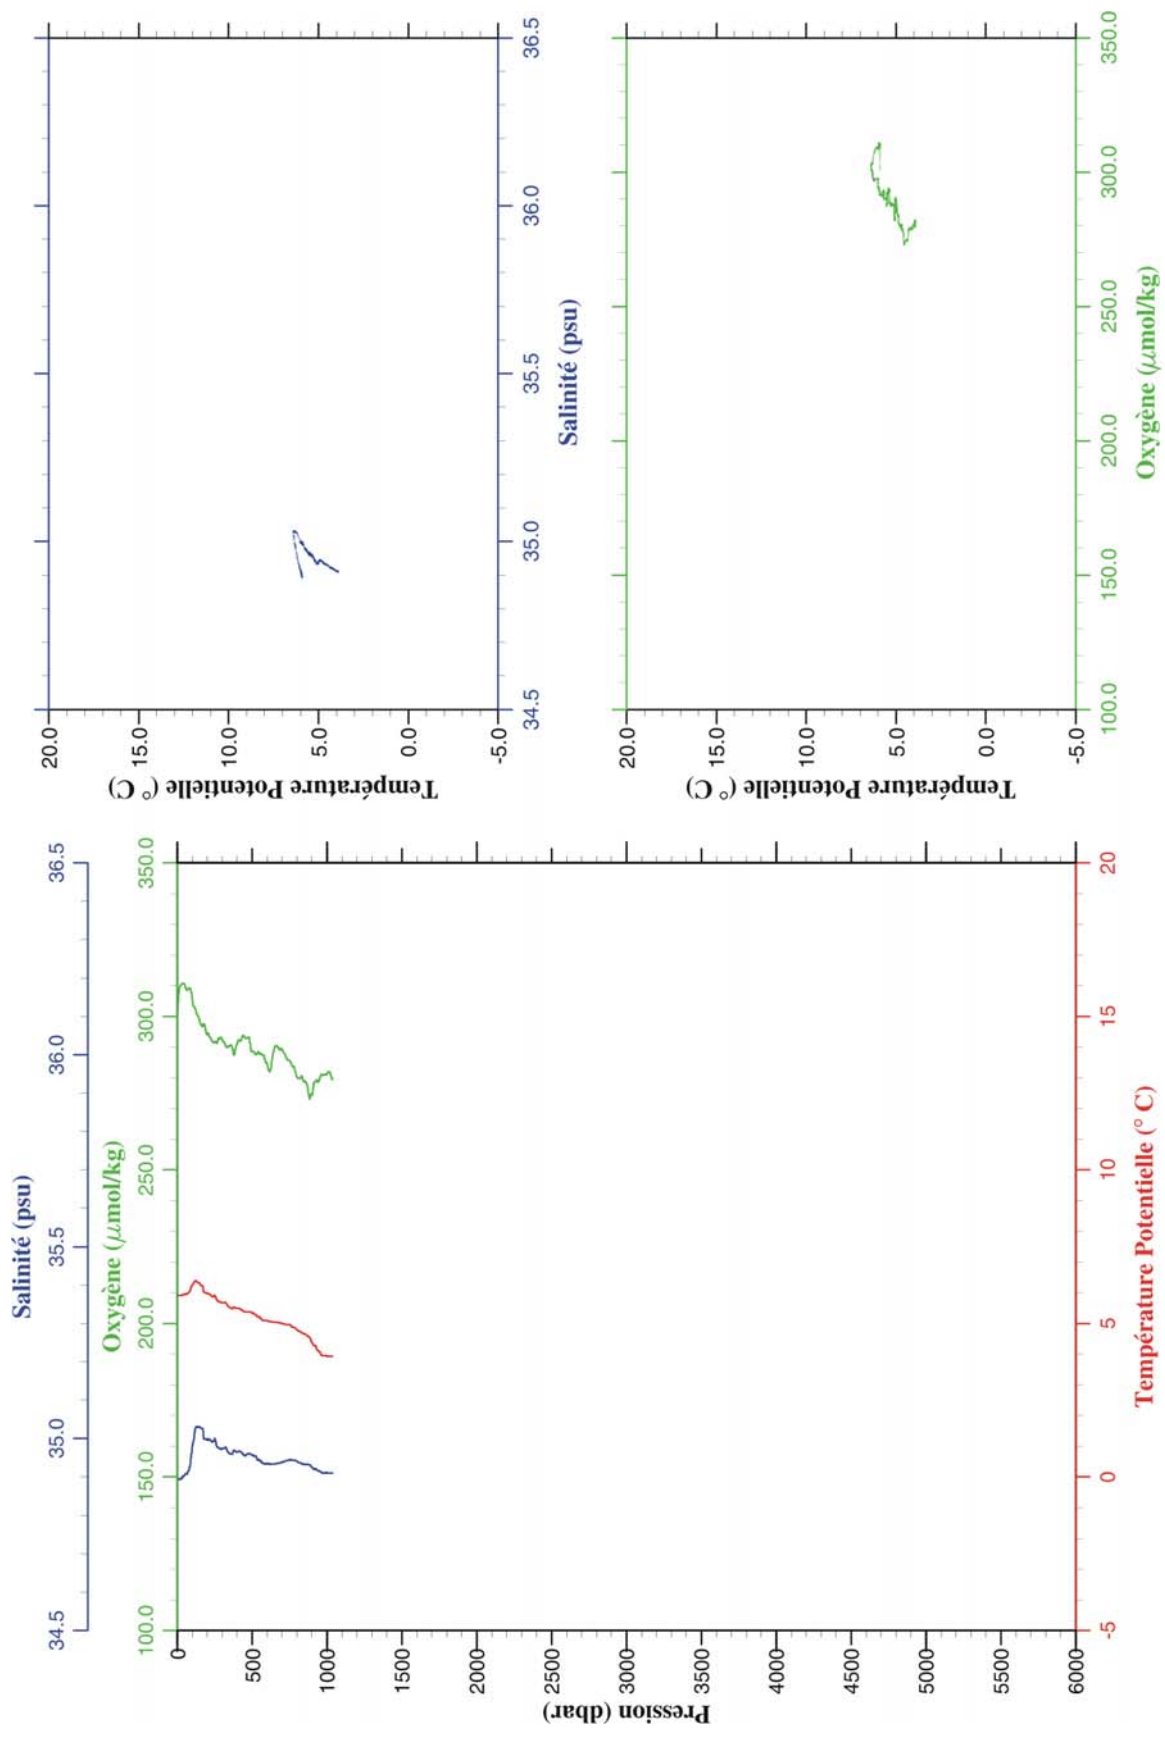 Salinité (psu)
34.5 35.0 35.5 36.0 36.5
Oxygène (μmol/kg)
100.0 150.0 200.0 250.0 300.0 350.0
Pression (dbar)
0
500
1000
1500
2000
2500
3000
3500
4000
4500
5000
5500
6000
-5 0 5 10 15 20
Température Potentielle (° C)
Température Potentielle (° C)
20.0
15.0
10.0
5.0
0.0
-5.0
34.5 35.0 35.5 36.0 36.5
Salinité (psu)
Température Potentielle (° C)
20.0
15.0
10.0
5.0
0.0
-5.0
100.0 150.0 200.0 250.0 300.0 350.0
Oxygène (μmol/kg)